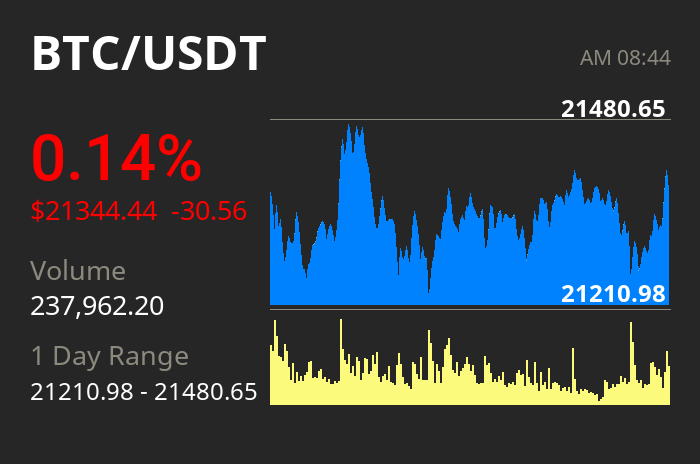 BTC/USDT
AM 08:44
21480.65
0.14%
$21344.44 -30.56
Volume
237,962.20
21210.98
1 Day Range
21210.98 - 21480.65